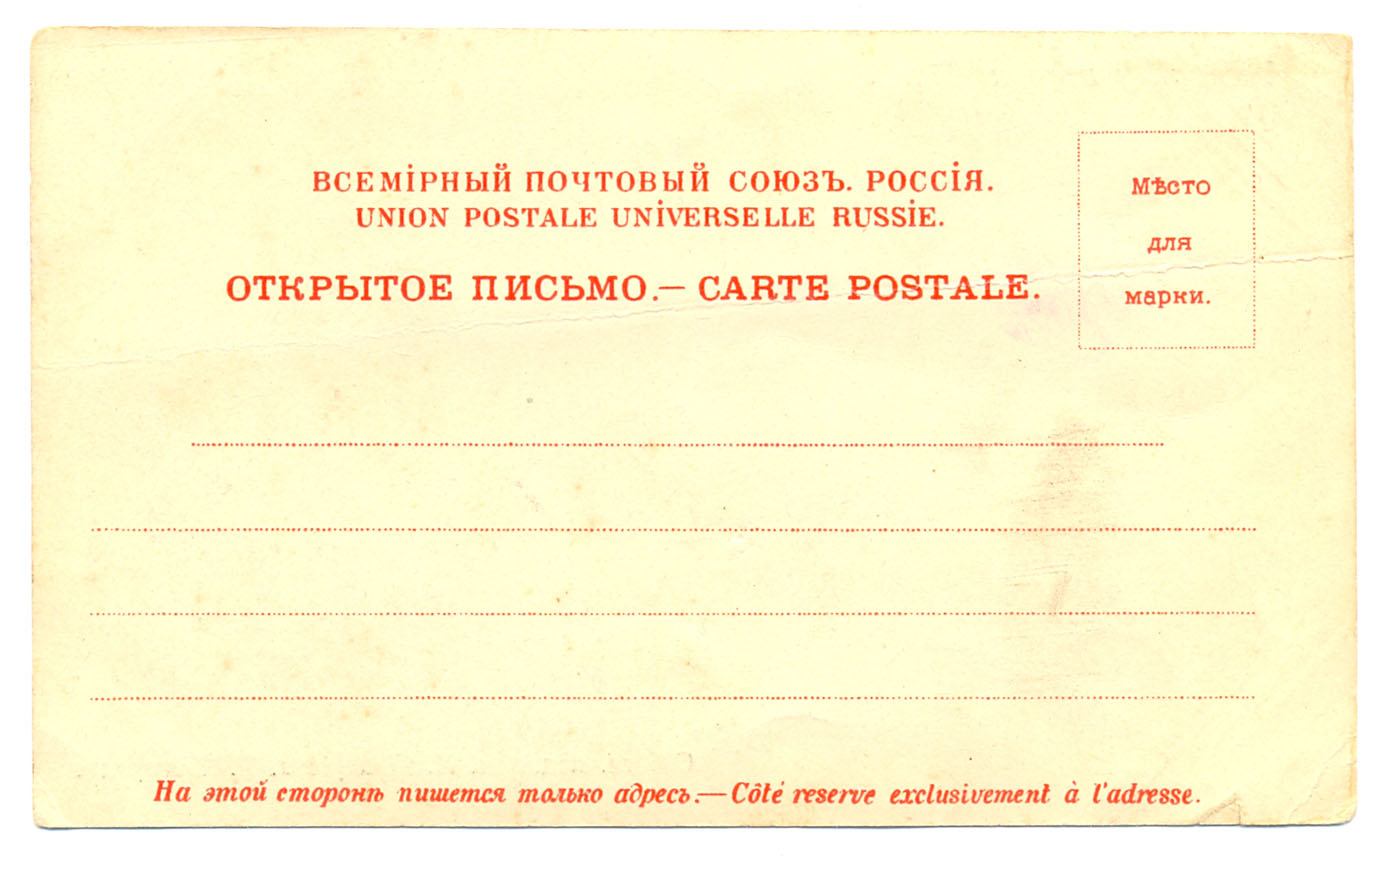 ВСЕМІРНЫЙ ПОЧТОВЫЙ СОЮЗЪ. РОССІЯ.
UNION POSTALE UNIVERSELLE RUSSIE.
ОТКРЫТОЕ ПИСЬМО.— CARTE POSTALE.
Мѣсто
для
марки.
На этой сторонѣ пишется только адресъ.— Côté reserve exclusivement à l'adresse.